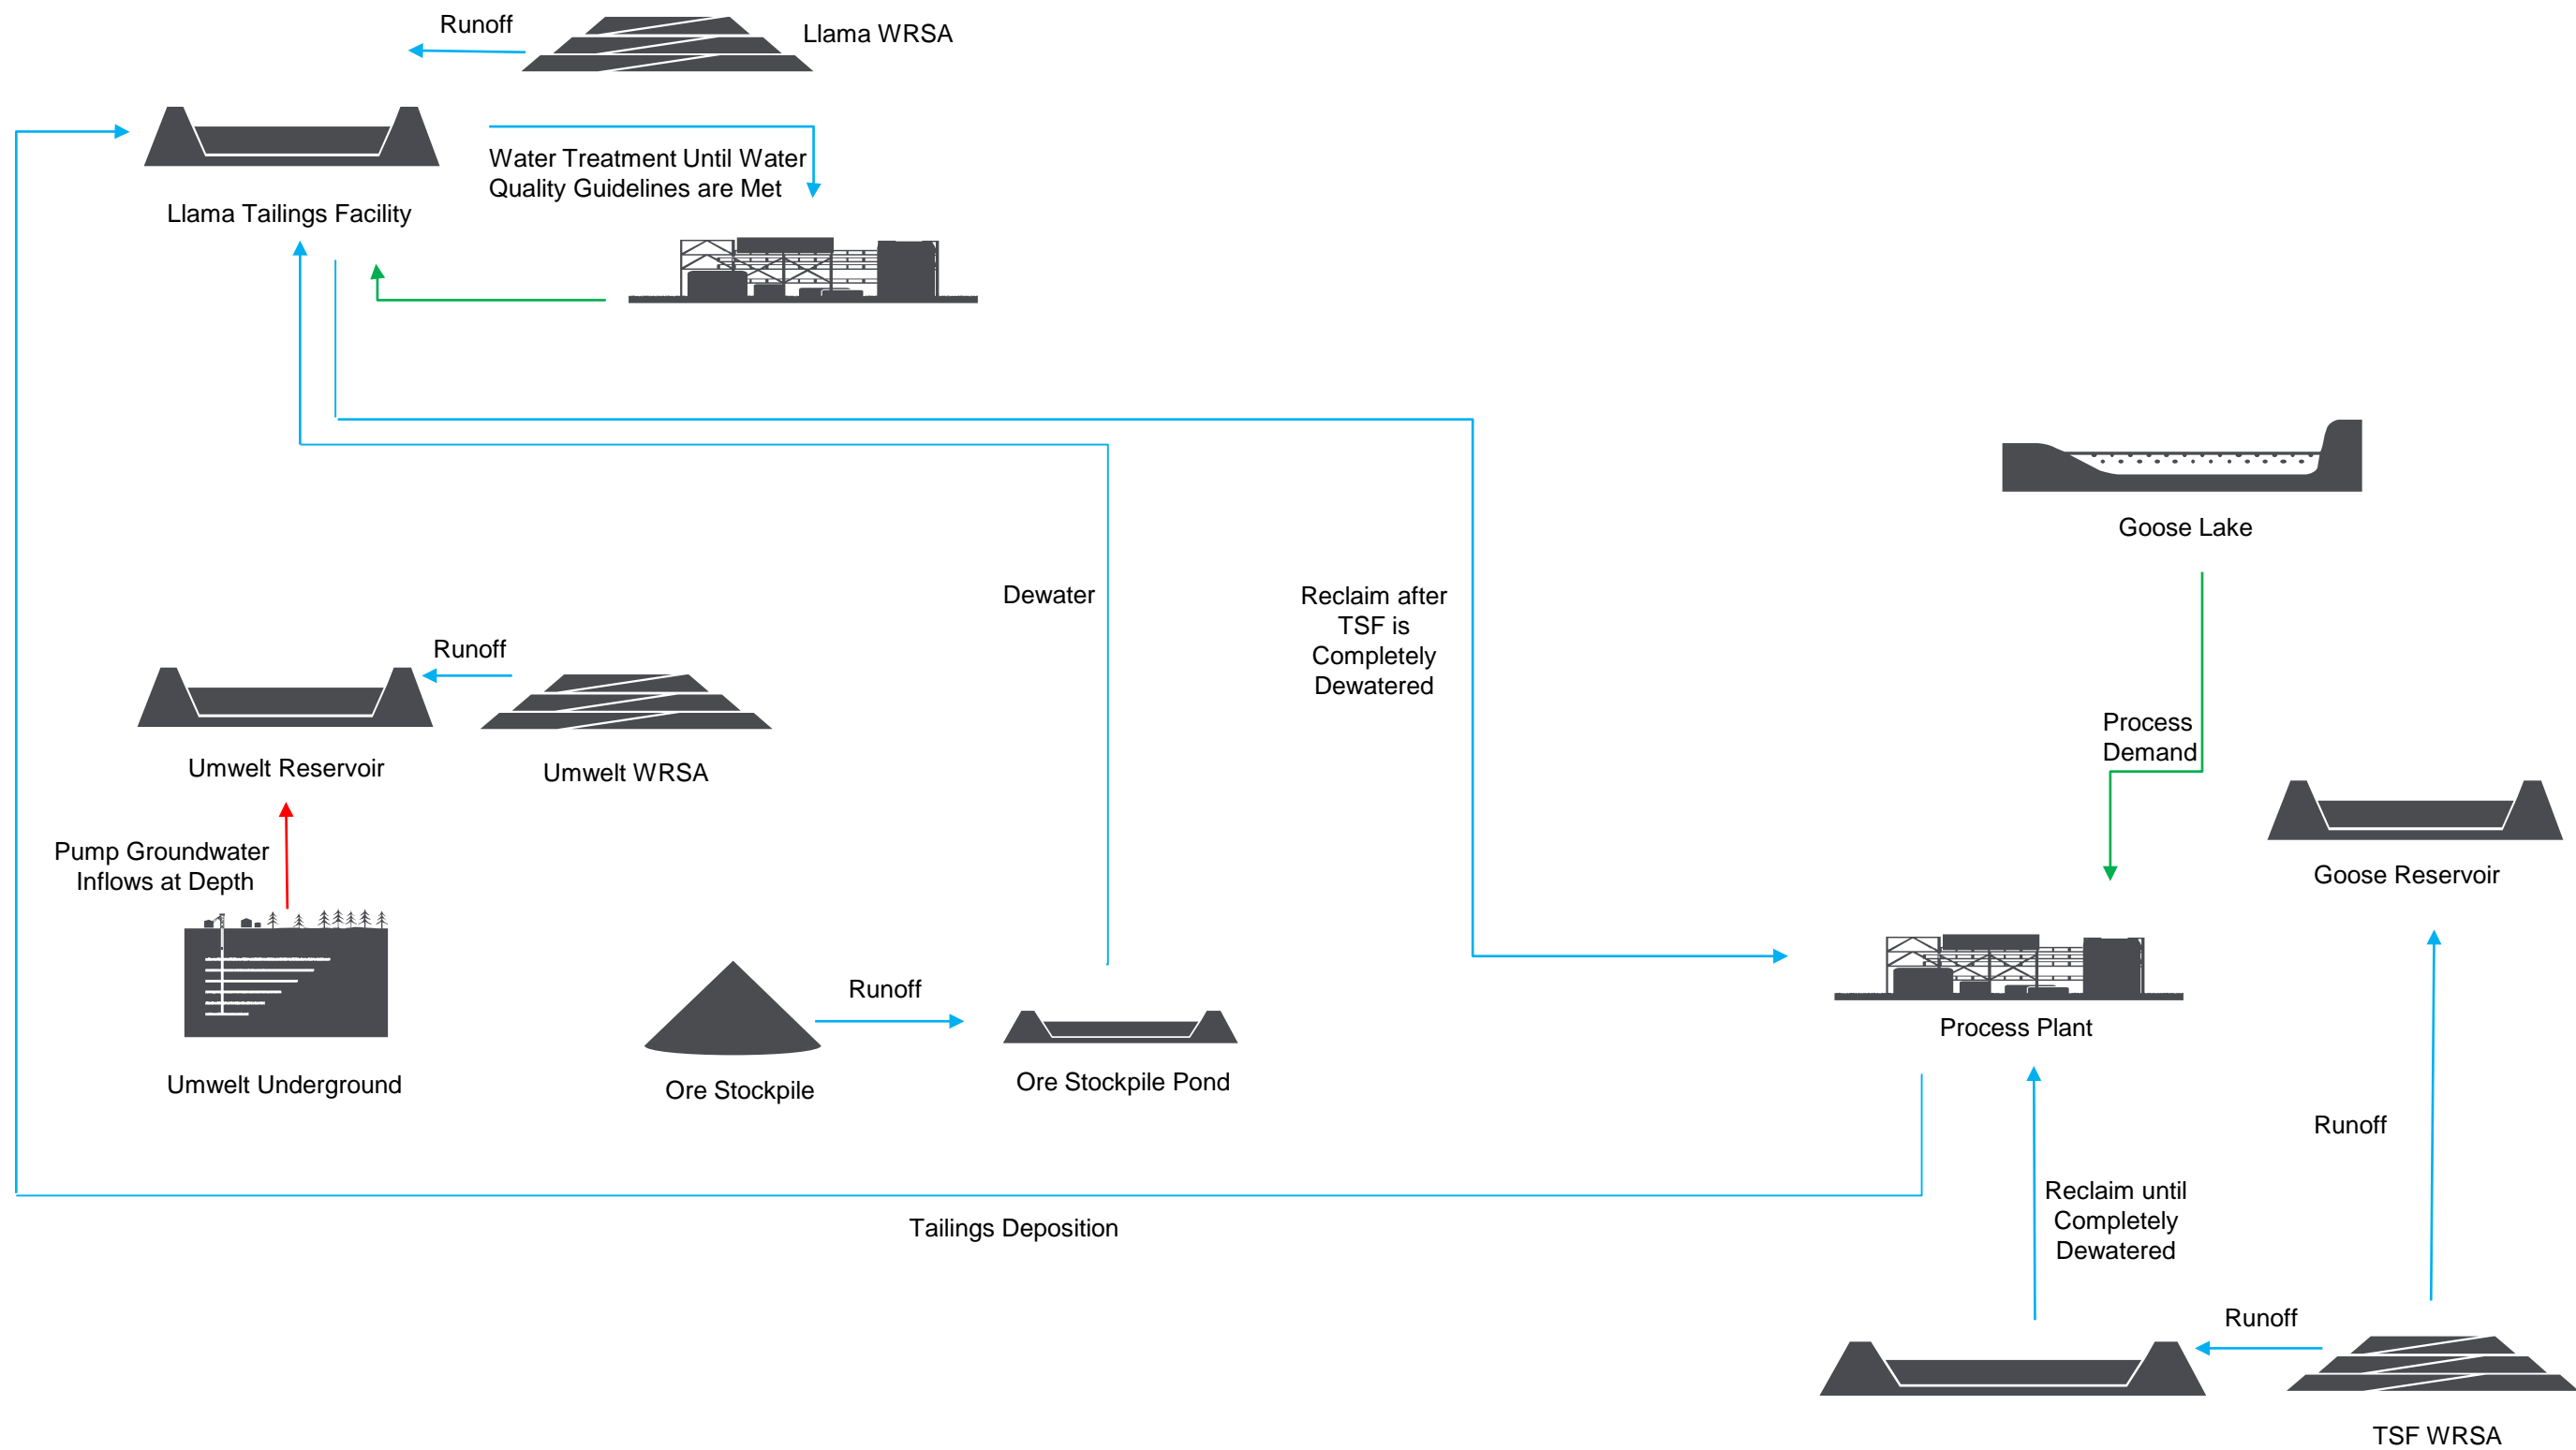 Runoff
Llama WRSA
Water Treatment Until Water
Quality Guidelines are Met
Llama Tailings Facility
Goose Lake
Dewater
Reclaim after
TSF is
Completely
Dewatered
Runoff
Process
Demand
Umwelt Reservoir
Umwelt WRSA
Pump Groundwater
Inflows at Depth
Goose Reservoir
Runoff
Process Plant
Umwelt Underground
Ore Stockpile
Ore Stockpile Pond
Runoff
Reclaim until
Completely
Dewatered
Tailings Deposition
Runoff
TSF WRSA